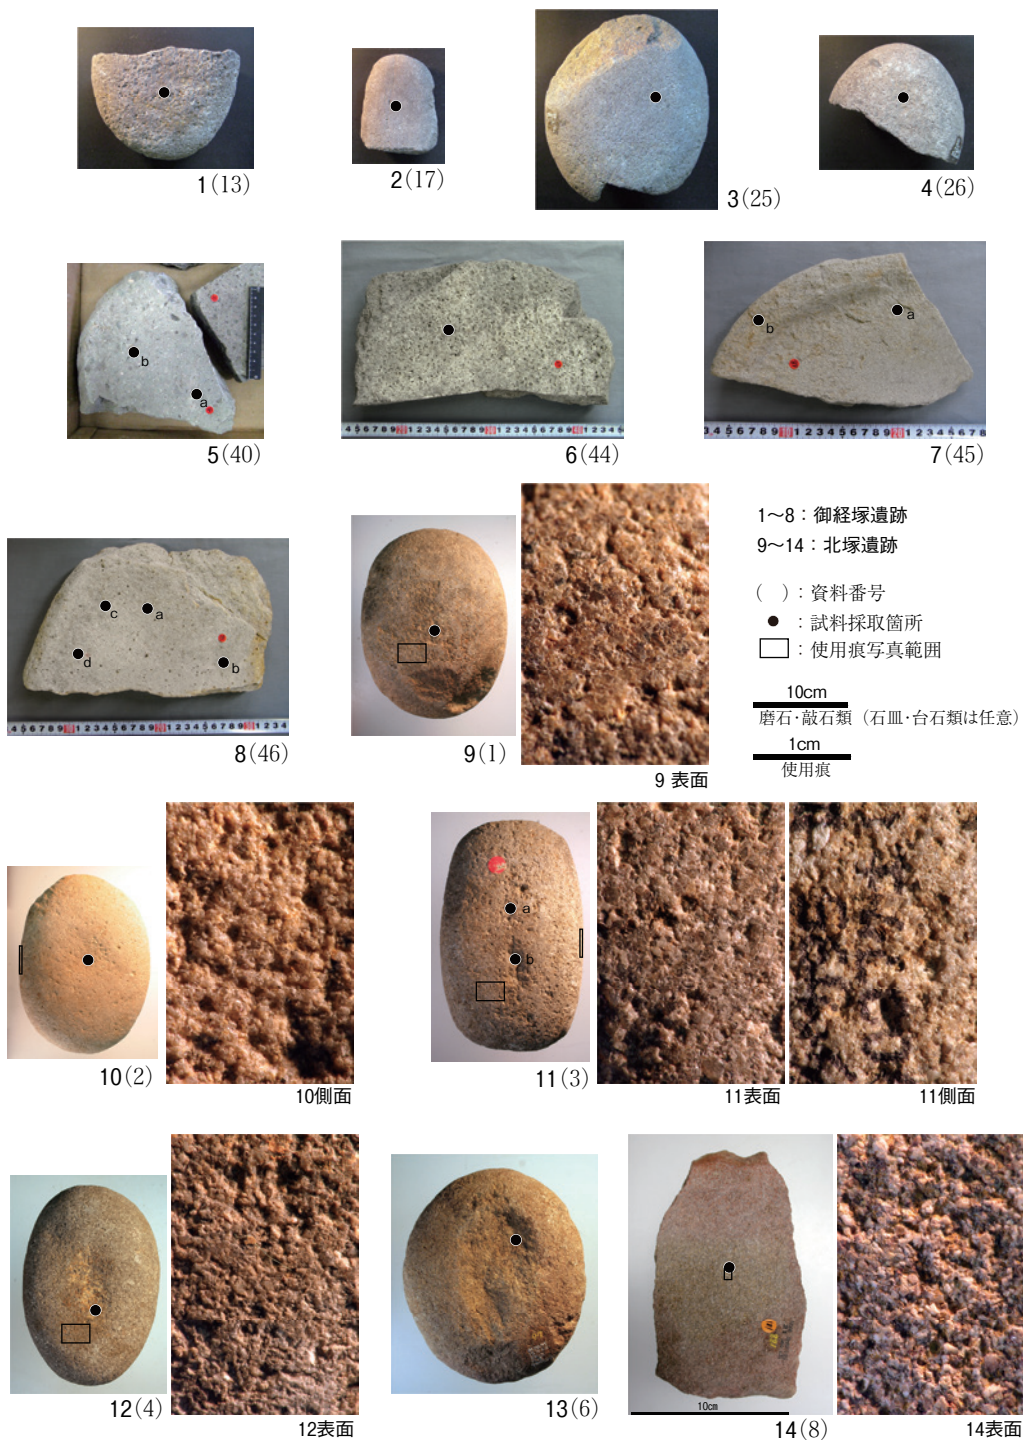 1(13)
2(17)
3(25)
4(26)
b
a
5(40)
6(44)
b
a
7(45)
c
a
d
b
8(46)
9(1)
9 表面
1〜8：御経塚遺跡
9〜14：北塚遺跡
(　)：資料番号
●：試料採取箇所
□：使用痕写真範囲
10cm
磨石・敲石類（石皿・台石類は任意）
1cm
使用痕
10(2)
10側面
a
b
11(3)
11表面
11側面
12(4)
12表面
13(6)
10cm
14(8)
14表面